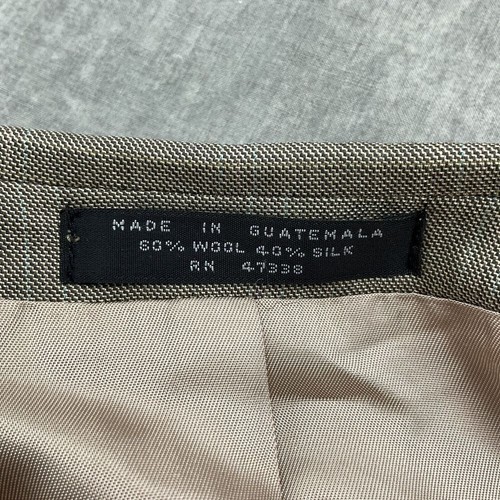 MADE IN GUATEMALA
60% WOOL 40% SILK
RN 47338